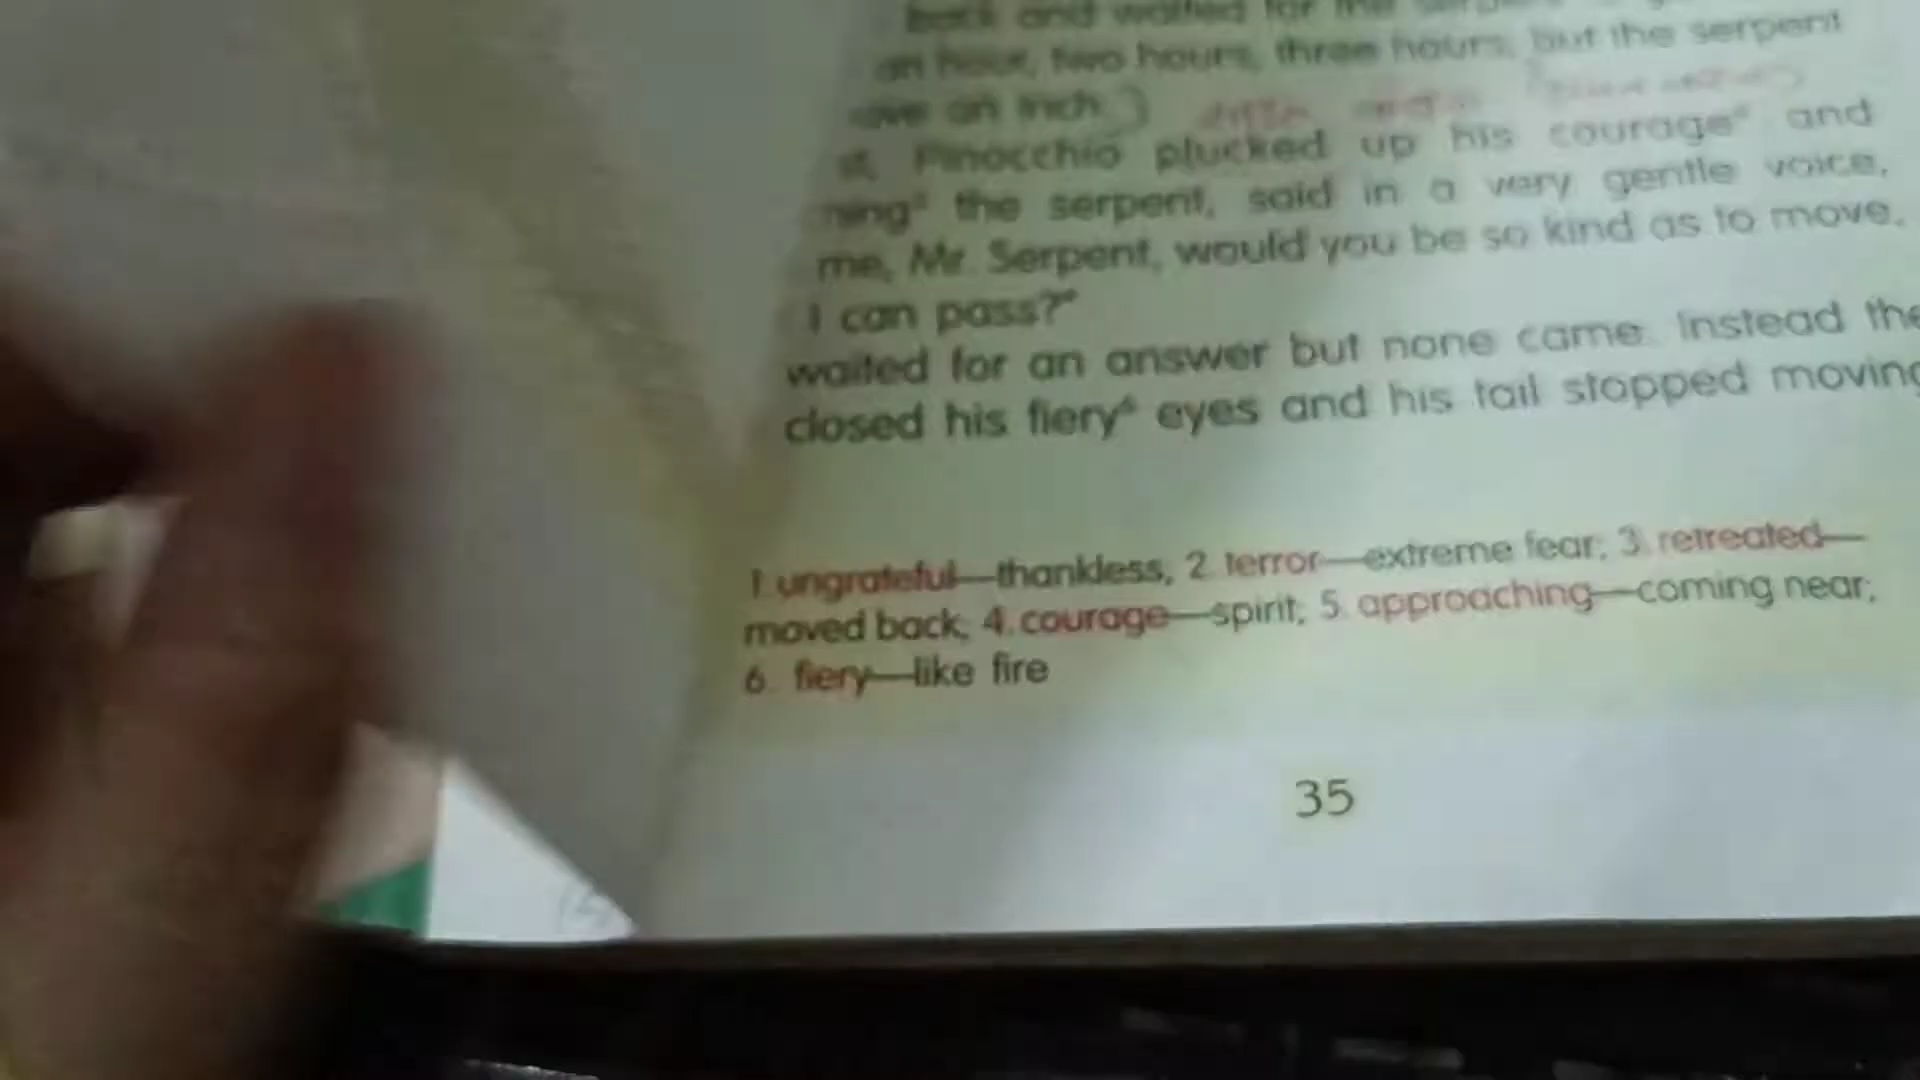 back and waited for the
an hour, two hours, three hours, but the serpent
an inch.)
Pinocchio plucked up his courage⁴ and
the serpent, said in a very gentle voice,
me, Mr. Serpent, would you be so kind as to move,
I can pass?"
waited for an answer but none came. Instead the
closed his fiery⁶ eyes and his tail stopped moving
1. ungrateful—thankless, 2. terror—extreme fear; 3. retreated—
moved back; 4. courage—spirit; 5. approaching—coming near;
6. fiery—like fire
35